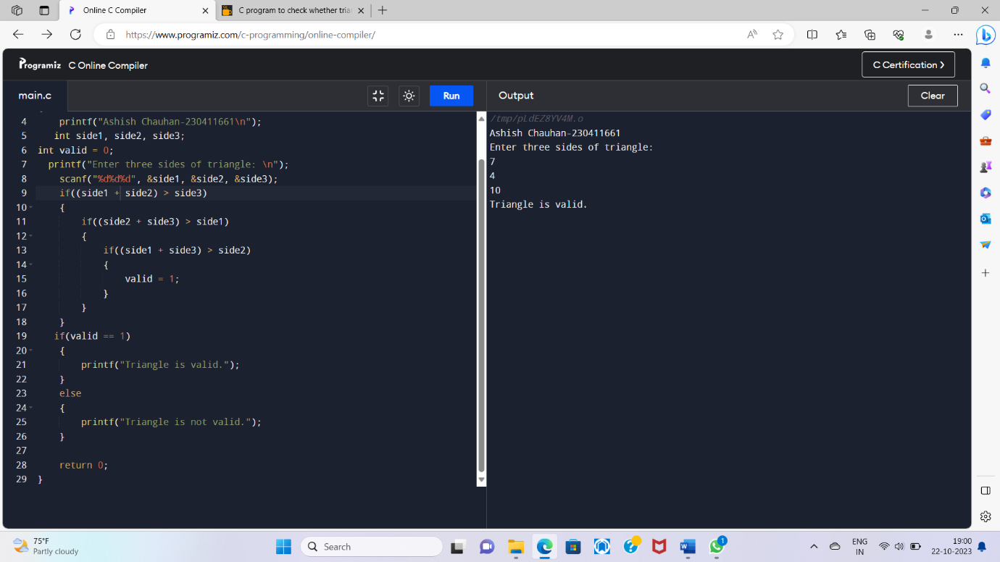 Online C Compiler
C program to check whether tria
https://www.programiz.com/c-programming/online-compiler/
Programiz C Online Compiler
C Certification >
main.c
Run
Output
Clear
4 printf("Ashish Chauhan-230411661\n");
5 int side1, side2, side3;
6 int valid = 0;
7 printf("Enter three sides of triangle: \n");
8 scanf("%d%d%d", &side1, &side2, &side3);
9 if((side1 + side2) > side3)
10 {
11 if((side2 + side3) > side1)
12 {
13 if((side1 + side3) > side2)
14 {
15 valid = 1;
16 }
17 }
18 }
19 if(valid == 1)
20 {
21 printf("Triangle is valid.");
22 }
23 else
24 {
25 printf("Triangle is not valid.");
26 }
27
28 return 0;
29 }
/tmp/pLdEZ8YV4M.o
Ashish Chauhan-230411661
Enter three sides of triangle:
7
4
10
Triangle is valid.
75°F
Partly cloudy
Search
1
ENG
IN
19:00
22-10-2023